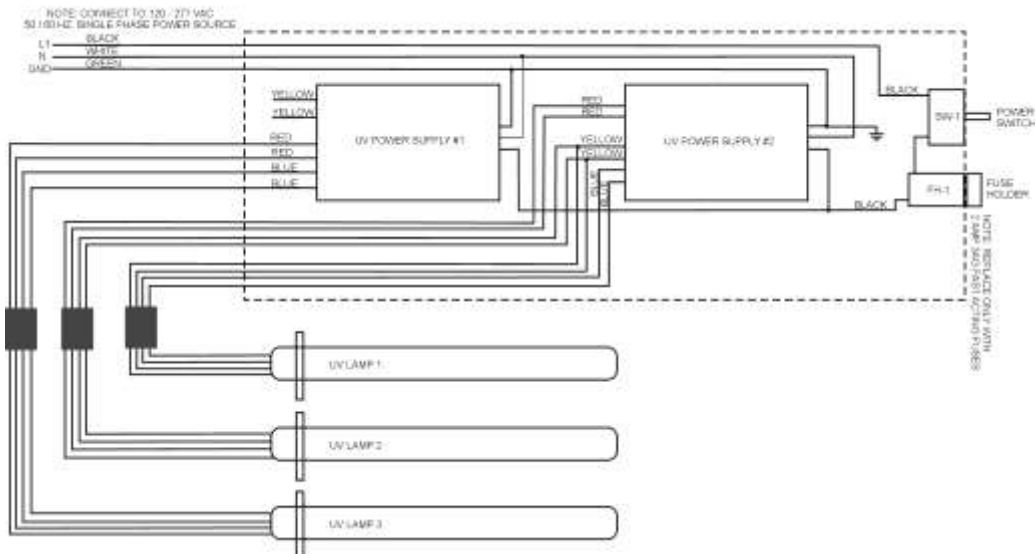 NOTE: CONNECT TO 120 - 277 VAC
50 / 60 HZ. SINGLE PHASE POWER SOURCE
L1
BLACK
N
WHITE
GND
GREEN
YELLOW
YELLOW
RED
RED
BLUE
BLUE
UV POWER SUPPLY #1
RED
RED
YELLOW
YELLOW
BLUE
BLUE
UV POWER SUPPLY #2
BLACK
SW-1
POWER
SWITCH
FH-1
FUSE
HOLDER
BLACK
NOTE: REPLACE ONLY WITH
2 AMP 3AG FAST ACTING FUSES
UV LAMP 1
UV LAMP 2
UV LAMP 3